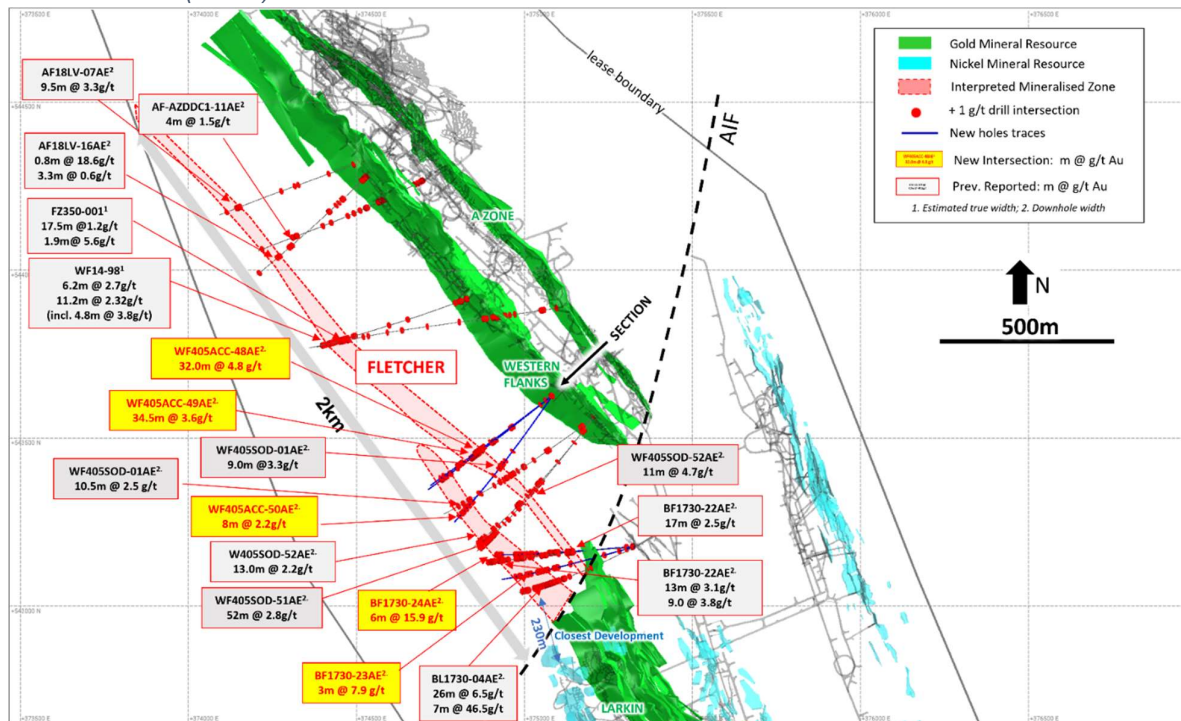 +373500 E
+374000 E
+374500 E
+375000 E
+375500 E
+376000 E
+376500 E
AF18LV-07AE2
9.5m @ 3.3g/t
AF-AZDDC1-11AE2
4m @ 1.5g/t
AF18LV-16AE2
0.8m @ 18.6g/t
3.3m @ 0.6g/t
FZ350-0011
17.5m @1.2g/t
1.9m@ 5.6g/t
WF14-981
6.2m @ 2.7g/t
11.2m @ 2.32g/t
(incl. 4.8m @ 3.8g/t)
WF405ACC-48AE2.
32.0m @ 4.8 g/t
WF405ACC-49AE2.
34.5m @ 3.6g/t
WF405SOD-01AE2.
9.0m @3.3g/t
WF405SOD-01AE2.
10.5m @ 2.5 g/t
WF405ACC-50AE2.
8m @ 2.2g/t
W405SOD-52AE2.
13.0m @ 2.2g/t
WF405SOD-51AE2.
52m @ 2.8g/t
BF1730-24AE2.
6m @ 15.9 g/t
BF1730-23AE2.
3m @ 7.9 g/t
BL1730-04AE2.
26m @ 6.5g/t
7m @ 46.5g/t
WF405SOD-52AE2.
11m @ 4.7g/t
BF1730-22AE2.
17m @ 2.5g/t
BF1730-22AE2.
13m @ 3.1g/t
9.0 @ 3.8g/t
FLETCHER
2km
A ZONE
WESTERN
FLANKS
SECTION
AIF
lease boundary
230m
Closest Development
LARKIN
Gold Mineral Resource
Nickel Mineral Resource
Interpreted Mineralised Zone
+ 1 g/t drill intersection
New holes traces
New Intersection: m @ g/t Au
Prev. Reported: m @ g/t Au
1. Estimated true width; 2. Downhole width
N
500m